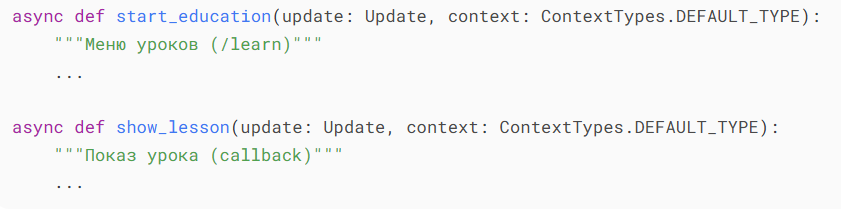 async def start_education(update: Update, context: ContextTypes.DEFAULT_TYPE):
    """Меню уроков (/learn)"""
    ...

async def show_lesson(update: Update, context: ContextTypes.DEFAULT_TYPE):
    """Показ урока (callback)"""
    ...